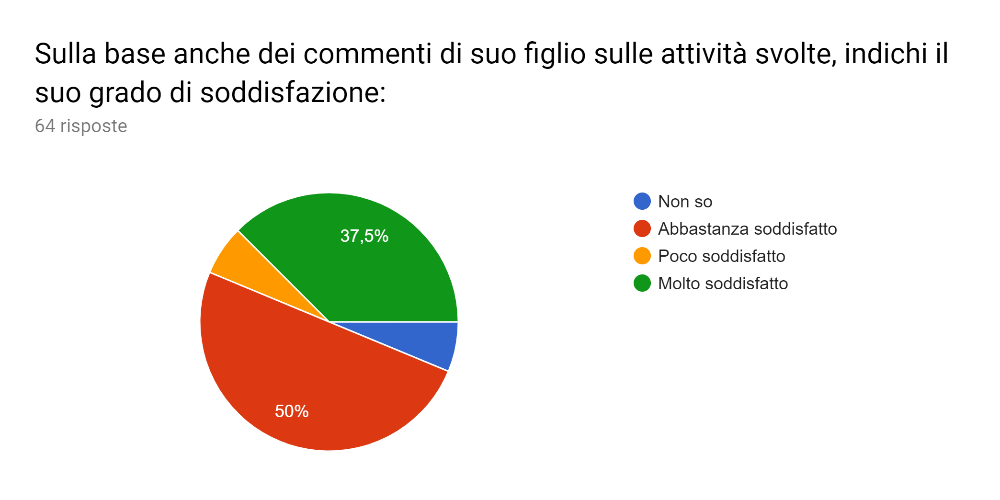 Sulla base anche dei commenti di suo figlio sulle attività svolte, indichi il
suo grado di soddisfazione:
64 risposte
37,5%
50%
Non so
Abbastanza soddisfatto
Poco soddisfatto
Molto soddisfatto